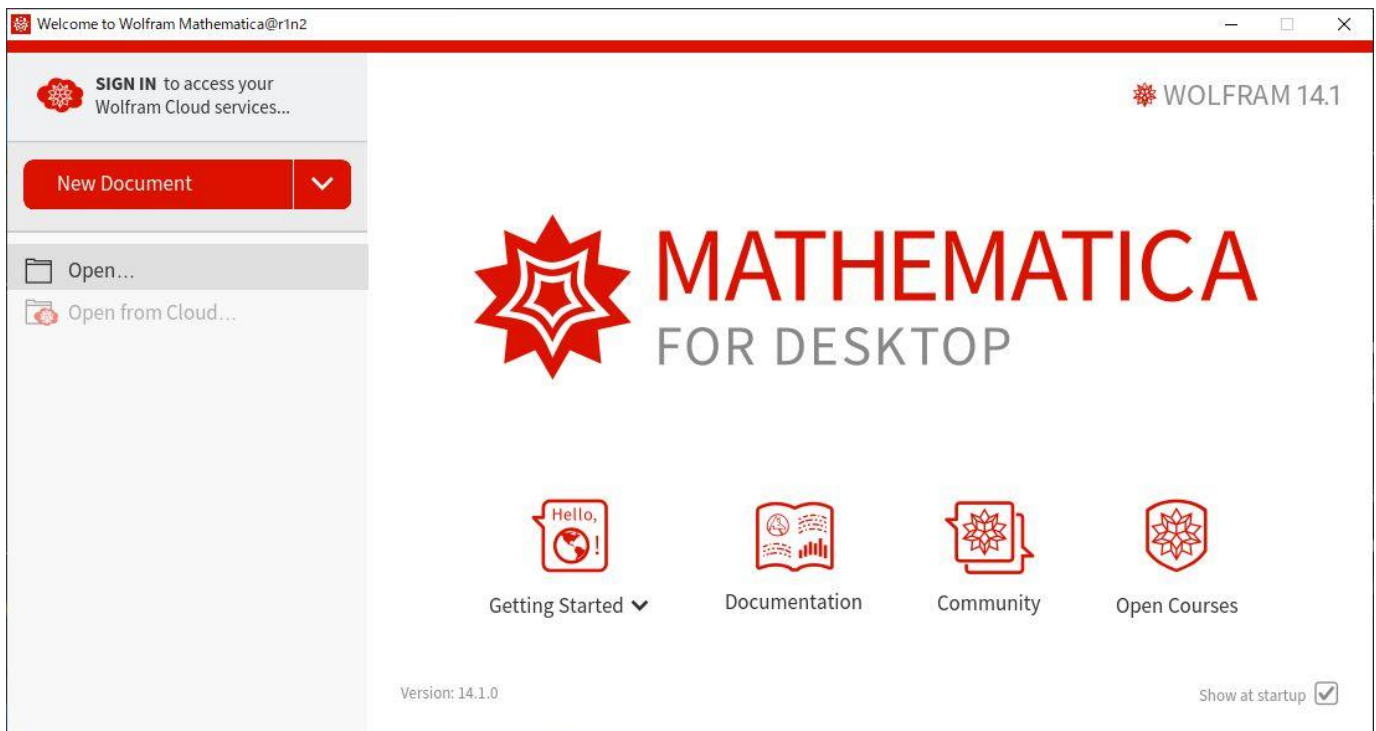 Welcome to Wolfram Mathematica@r1n2
SIGN IN to access your
Wolfram Cloud services...
WOLFRAM 14.1
New Document
Open...
Open from Cloud...
MATHEMATICA
FOR DESKTOP
Hello,
!
Getting Started
Documentation
Community
Open Courses
Version: 14.1.0
Show at startup